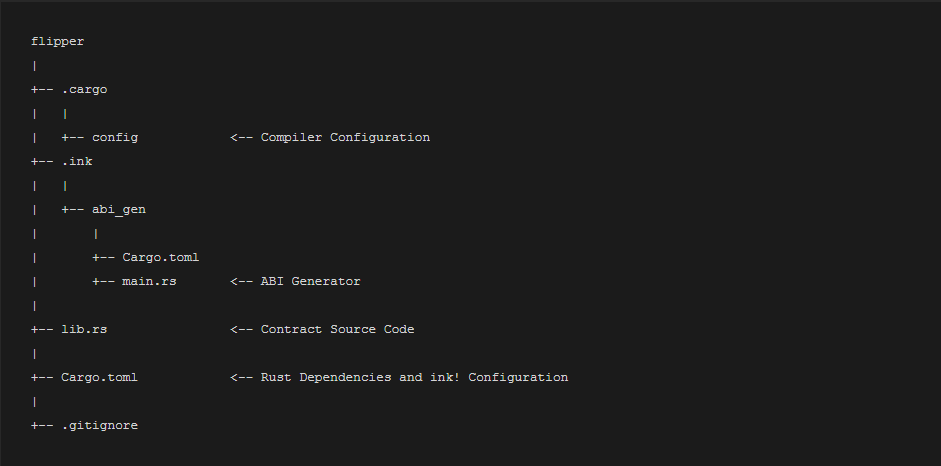 flipper
|
+-- .cargo
|   |
|   +-- config            <-- Compiler Configuration
+-- .ink
|   |
|   +-- abi_gen
|       |
|       +-- Cargo.toml
|       +-- main.rs       <-- ABI Generator
|
+-- lib.rs                <-- Contract Source Code
|
+-- Cargo.toml            <-- Rust Dependencies and ink! Configuration
|
+-- .gitignore